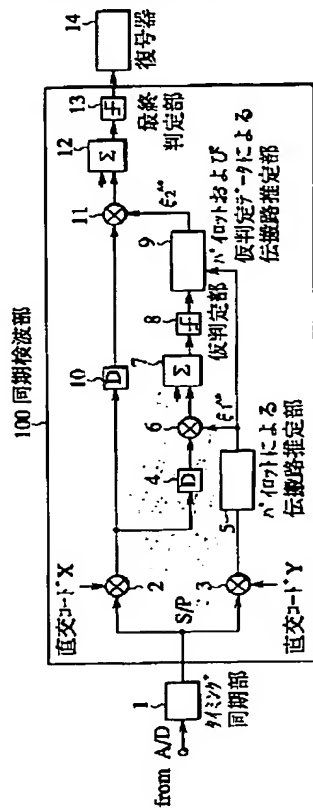 100 同期検波部
直交コード X
from A/D
1
タイミング
同期部
S/P
2
3
直交コード Y
10
D
4
D
5
パイロットによる
伝搬路推定部
6
ξ1^*
7
Σ
8
仮判定部
9
パイロットおよび
仮判定データによる
伝搬路推定部
ξ2^*
11
12
Σ
13
最終
判定部
14
復号器